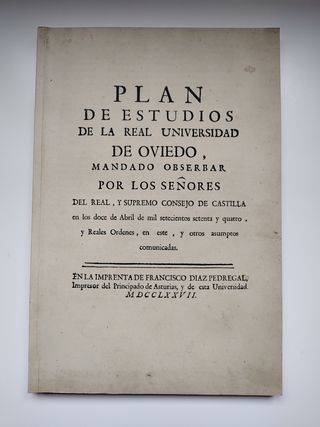 PLAN
DE ESTUDIOS
DE LA REAL UNIVERSIDAD
DE OVIEDO,
MANDADO OBSERBAR
POR LOS SEÑORES
DEL REAL, Y SUPREMO CONSEJO DE CASTILLA
en los doce de Abril de mil setecientos setenta y quatro,
y Reales Ordenes, en este, y otros asumptos
comunicadas.
EN LA IMPRENTA DE FRANCISCO DIAZ PEDREGAL,
Impresor del Principado de Asturias, y de esta Universidad.
MDCCLXXVII.